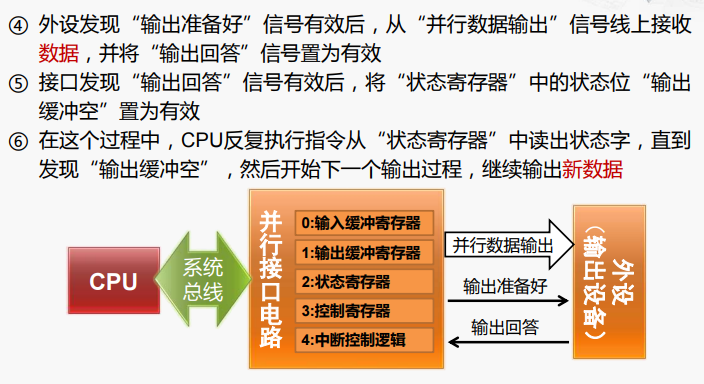 ④ 外设发现“输出准备好”信号有效后，从“并行数据输出”信号线上接收
数据，并将“输出回答”信号置为有效
⑤ 接口发现“输出回答”信号有效后，将“状态寄存器”中的状态位“输出
缓冲空”置为有效
⑥ 在这个过程中，CPU反复执行指令从“状态寄存器”中读出状态字，直到
发现“输出缓冲空”，然后开始下一个输出过程，继续输出新数据
CPU
系统
总线
并行接口电路
0:输入缓冲寄存器
1:输出缓冲寄存器
2:状态寄存器
3:控制寄存器
4:中断控制逻辑
并行数据输出
输出准备好
输出回答
外设
（输出设备）